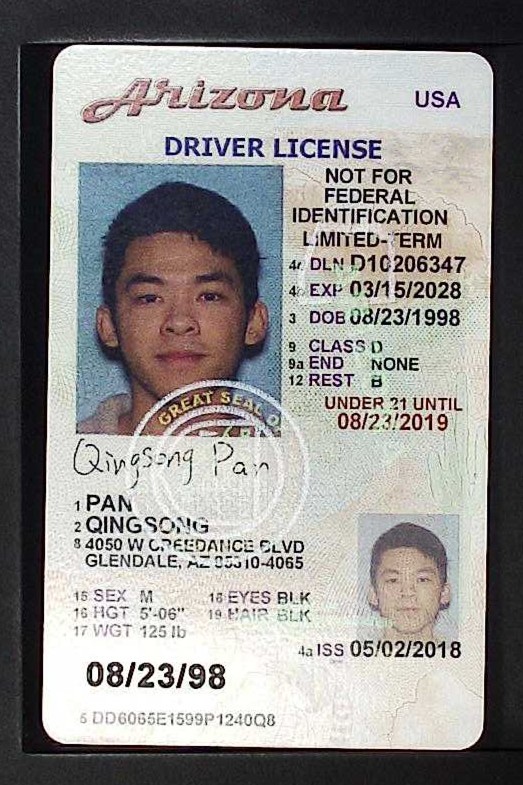 Arizona USA
DRIVER LICENSE
NOT FOR
FEDERAL
IDENTIFICATION
LIMITED-TERM
4d DLN D10206347
4b EXP 03/15/2028
3 DOB 08/23/1998
9 CLASS D
9a END NONE
12 REST B
UNDER 21 UNTIL
08/23/2019
GREAT SEAL O
Qingsong Pan
1 PAN
2 QINGSONG
8 4050 W CREEDANCE BLVD
GLENDALE, AZ 85310-4065
15 SEX M 18 EYES BLK
16 HGT 5'-06" 19 HAIR BLK
17 WGT 125 lb
4a ISS 05/02/2018
08/23/98
5 DD6065E1599P1240Q8